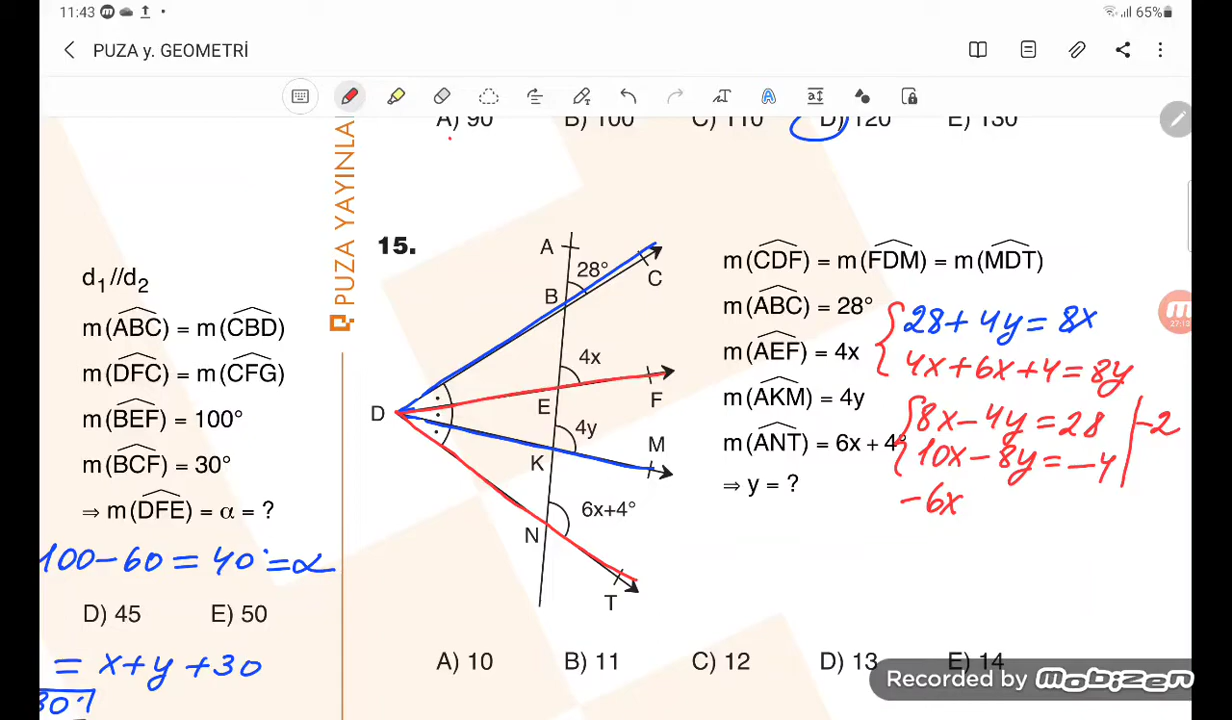 11:43
65%
PUZA y. GEOMETRİ
A) 90 B) 100 C) 110 D) 120 E) 130
PUZA YAYINLA
d₁//d₂
m(ABC) = m(CBD)
m(DFC) = m(CFG)
m(BEF) = 100°
m(BCF) = 30°
⇒ m(DFE) = α = ?
100 - 60 = 40° = α
D) 45 E) 50
= x + y + 30
15.
A
28°
B
C
4x
D
E
F
4y
M
K
6x+4°
N
T
m(CDF) = m(FDM) = m(MDT)
m(ABC) = 28°
m(AEF) = 4x
m(AKM) = 4y
m(ANT) = 6x + 4°
⇒ y = ?
28 + 4y = 8x
4x + 6x + 4 = 8y
8x - 4y = 28 | -2
10x - 8y = -4
-6x
A) 10 B) 11 C) 12 D) 13 E) 14
Recorded by mobizen